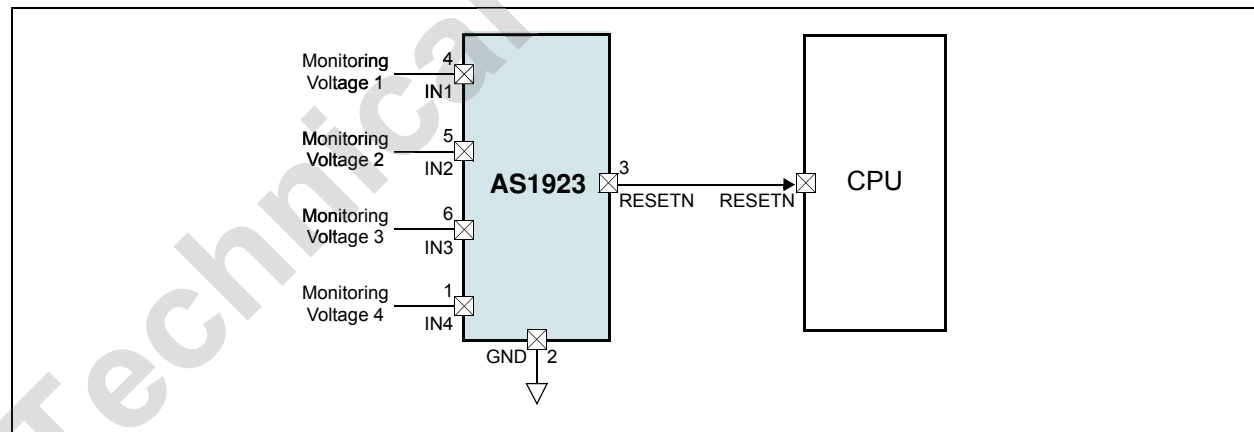 Monitoring
Voltage 1
4
IN1
Monitoring
Voltage 2
5
IN2
Monitoring
Voltage 3
6
IN3
Monitoring
Voltage 4
1
IN4
AS1923
3
RESETN
RESETN
CPU
GND
2
Technical